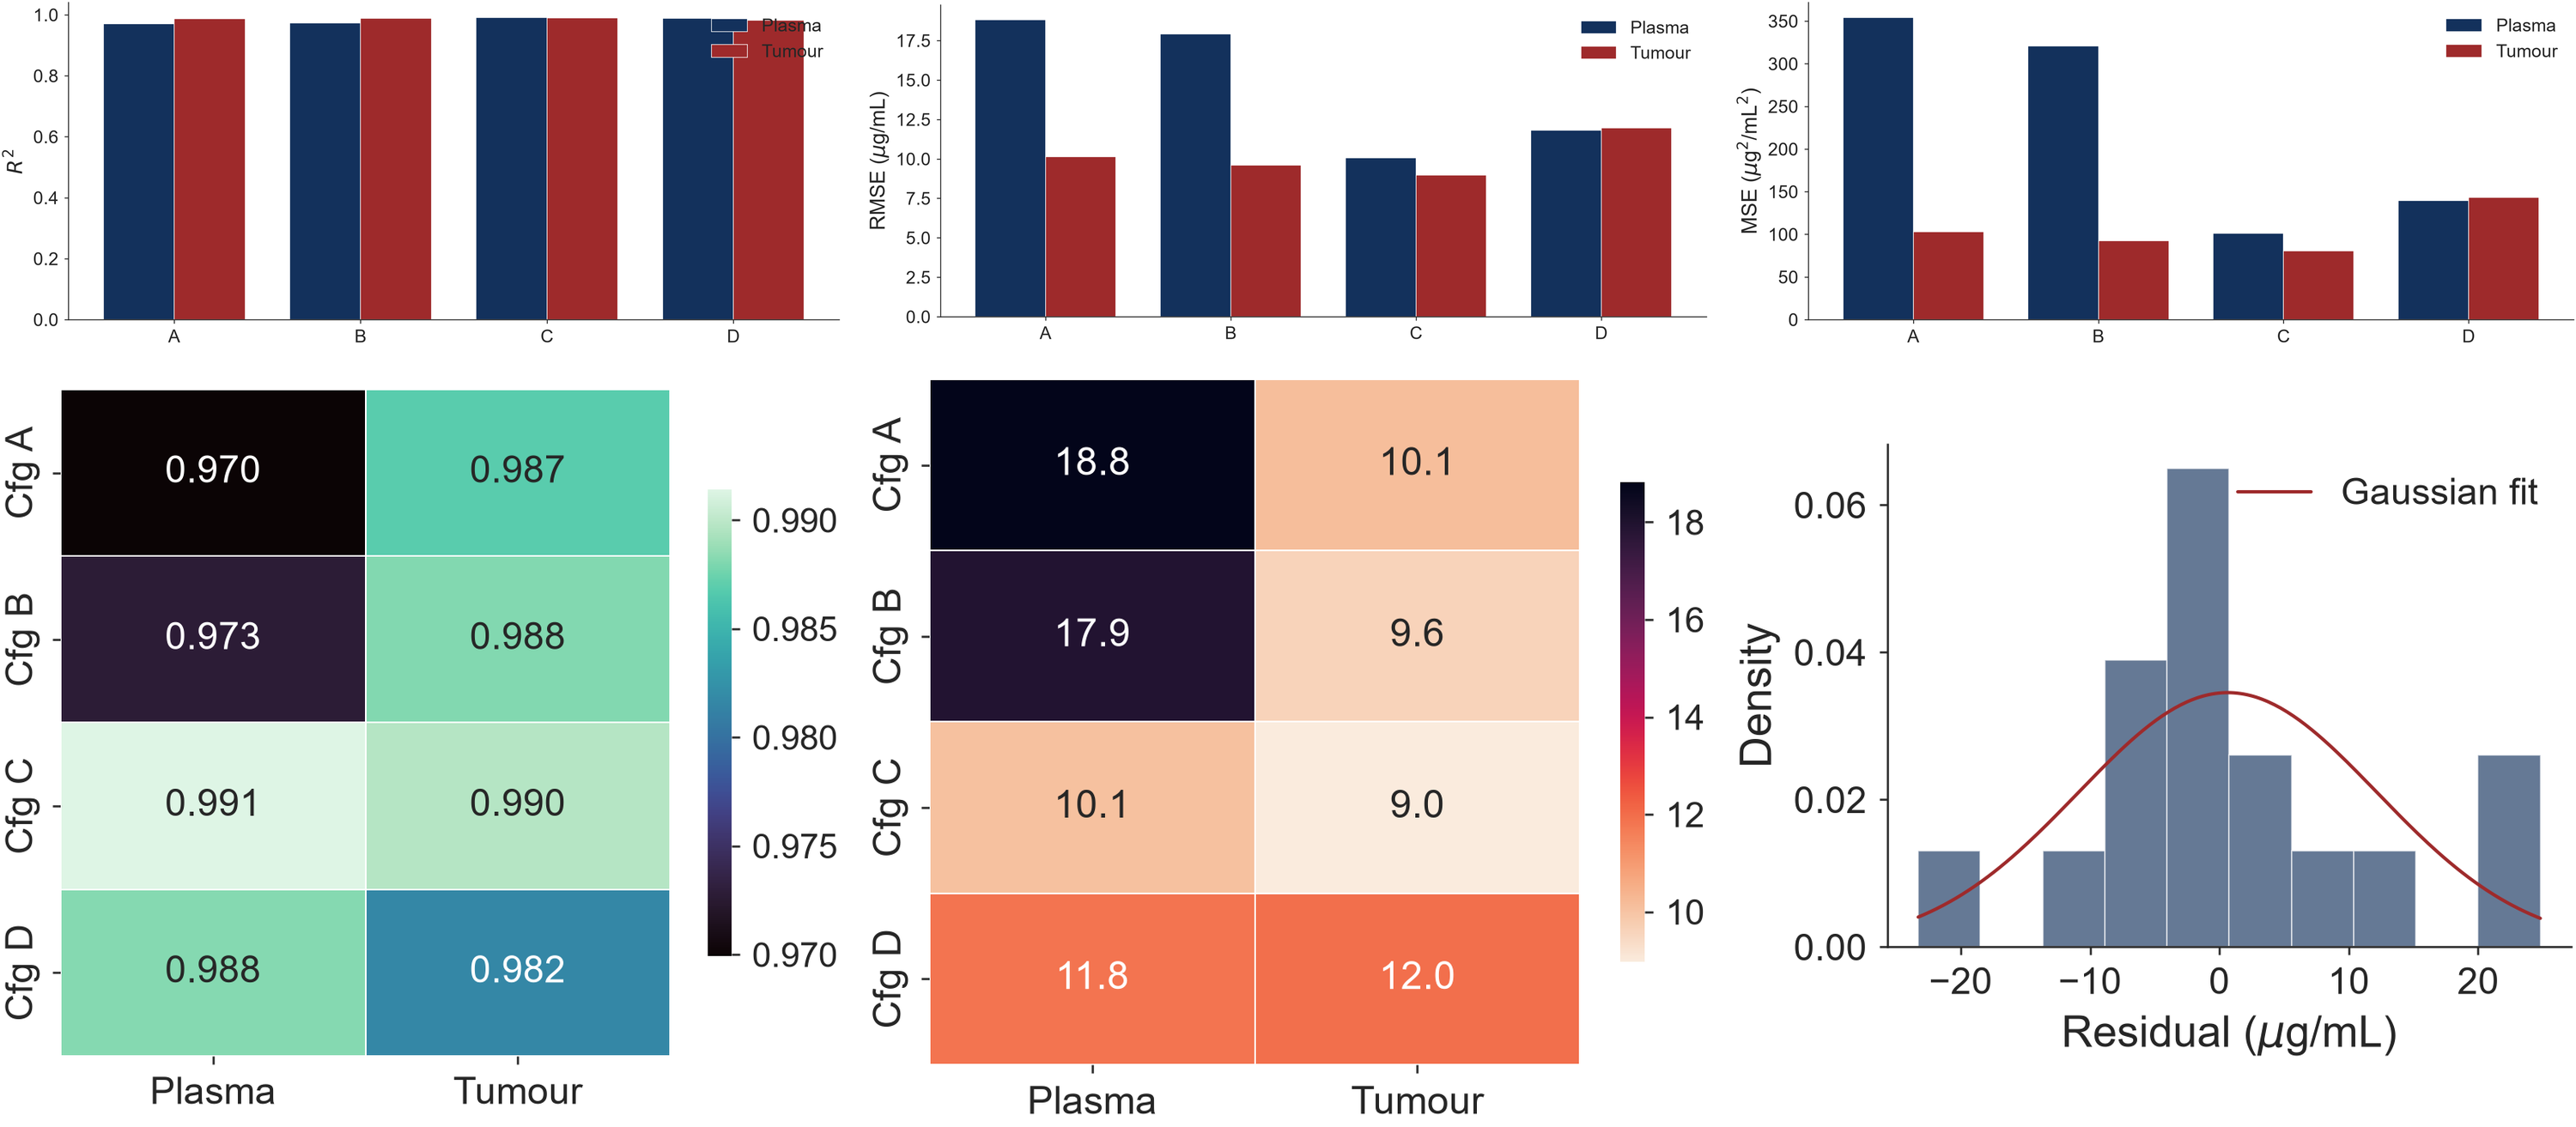 1.0
0.8
0.6
0.4
0.2
0.0
R²
A
B
C
D
Plasma
Tumour
17.5
15.0
12.5
10.0
7.5
5.0
2.5
0.0
RMSE (µg/mL)
A
B
C
D
Plasma
Tumour
350
300
250
200
150
100
50
0
MSE (µg²/mL²)
A
B
C
D
Plasma
Tumour
Cfg A
0.970
0.987
Cfg B
0.973
0.988
Cfg C
0.991
0.990
Cfg D
0.988
0.982
Plasma
Tumour
0.990
0.985
0.980
0.975
0.970
Cfg A
18.8
10.1
Cfg B
17.9
9.6
Cfg C
10.1
9.0
Cfg D
11.8
12.0
Plasma
Tumour
18
16
14
12
10
0.06
0.04
0.02
0.00
Density
Gaussian fit
−20
−10
0
10
20
Residual (µg/mL)